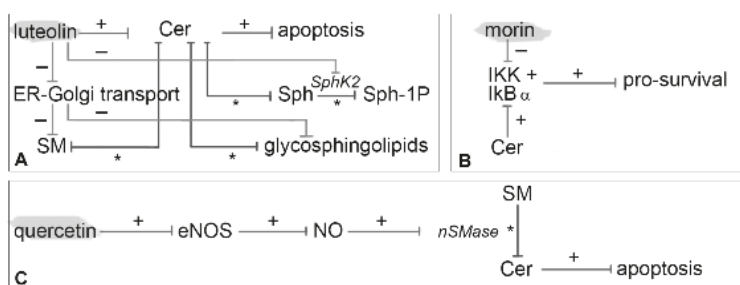 luteolin + Cer + apoptosis
– –
SphK2
ER-Golgi transport * Sph * Sph-1P
– –
SM * * glycosphingolipids
A
morin
–
IKK + + pro-survival
IkB α
+
Cer
B
SM
quercetin + eNOS + NO + nSMase *
Cer + apoptosis
C